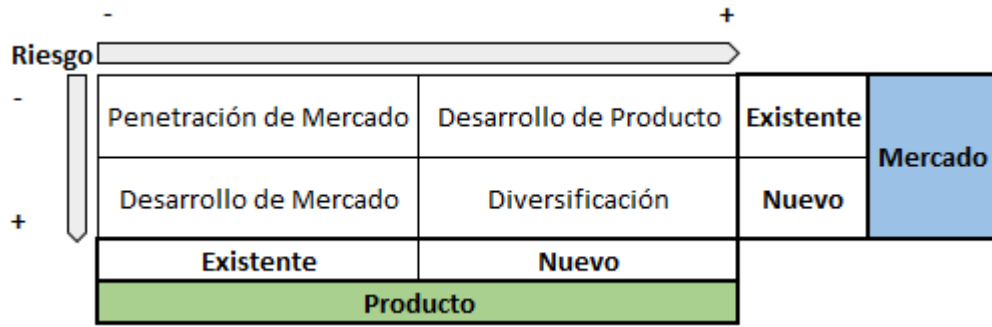 - +
Riesgo
-
Penetración de Mercado Desarrollo de Producto Existente
Mercado
Desarrollo de Mercado Diversificación Nuevo
+
Existente Nuevo
Producto